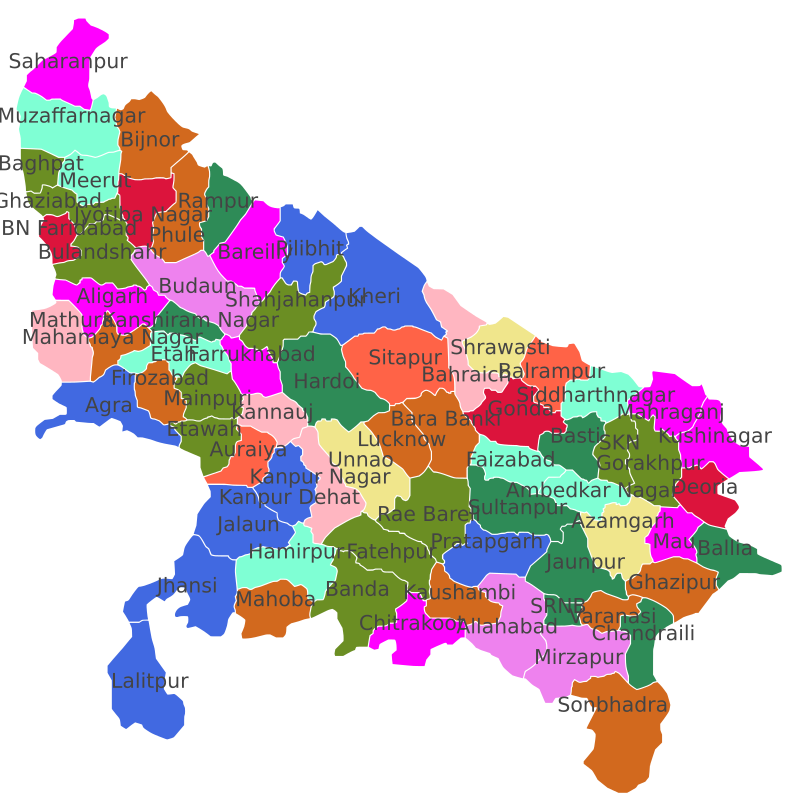 Saharanpur
Muzaffarnagar
Bijnor
Baghpat
Meerut
Ghaziabad
Rampur
Jyotiba Nagar
BN Faridabad
Phule
Bulandshahr
Bareilly
Pilibhit
Budaun
Aligarh
Shahjahanpur
Kheri
Mathura
Kanshiram Nagar
Mahamaya Nagar
Etah
Farrukhabad
Sitapur
Shrawasti
Bahraich
Balrampur
Firozabad
Hardoi
Siddharthnagar
Agra
Mainpuri
Kannauj
Gonda
Mahraganj
Bara Banki
Etawah
Lucknow
Basti
SKN
Kushinagar
Auraiya
Unnao
Faizabad
Gorakhpur
Kanpur Nagar
Ambedkar Nagar
Deoria
Kanpur Dehat
Sultanpur
Rae Bareli
Jalaun
Azamgarh
Pratapgarh
Mau
Ballia
Hamirpur
Fatehpur
Jaunpur
Jhansi
Banda
Kaushambi
Ghazipur
Mahoba
SRNB
Varanasi
Chitrakoot
Allahabad
Chandraili
Mirzapur
Lalitpur
Sonbhadra